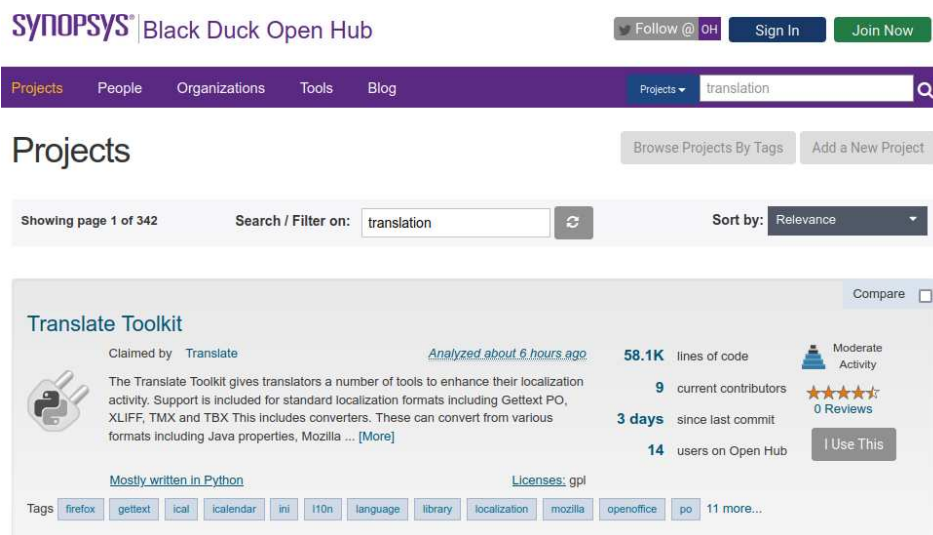 SYNOPSYS® Black Duck Open Hub
Follow @ OH Sign In Join Now
Projects People Organizations Tools Blog Projects translation
Projects
Browse Projects By Tags Add a New Project
Showing page 1 of 342 Search / Filter on: translation Sort by: Relevance
Compare
Translate Toolkit
Claimed by Translate Analyzed about 6 hours ago
The Translate Toolkit gives translators a number of tools to enhance their localization
activity. Support is included for standard localization formats including Gettext PO,
XLIFF, TMX and TBX This includes converters. These can convert from various
formats including Java properties, Mozilla ... [More]
58.1K lines of code
9 current contributors
3 days since last commit
14 users on Open Hub
Moderate
Activity
0 Reviews
I Use This
Mostly written in Python Licenses: gpl
Tags firefox gettext ical icalendar ini l10n language library localization mozilla openoffice po 11 more...